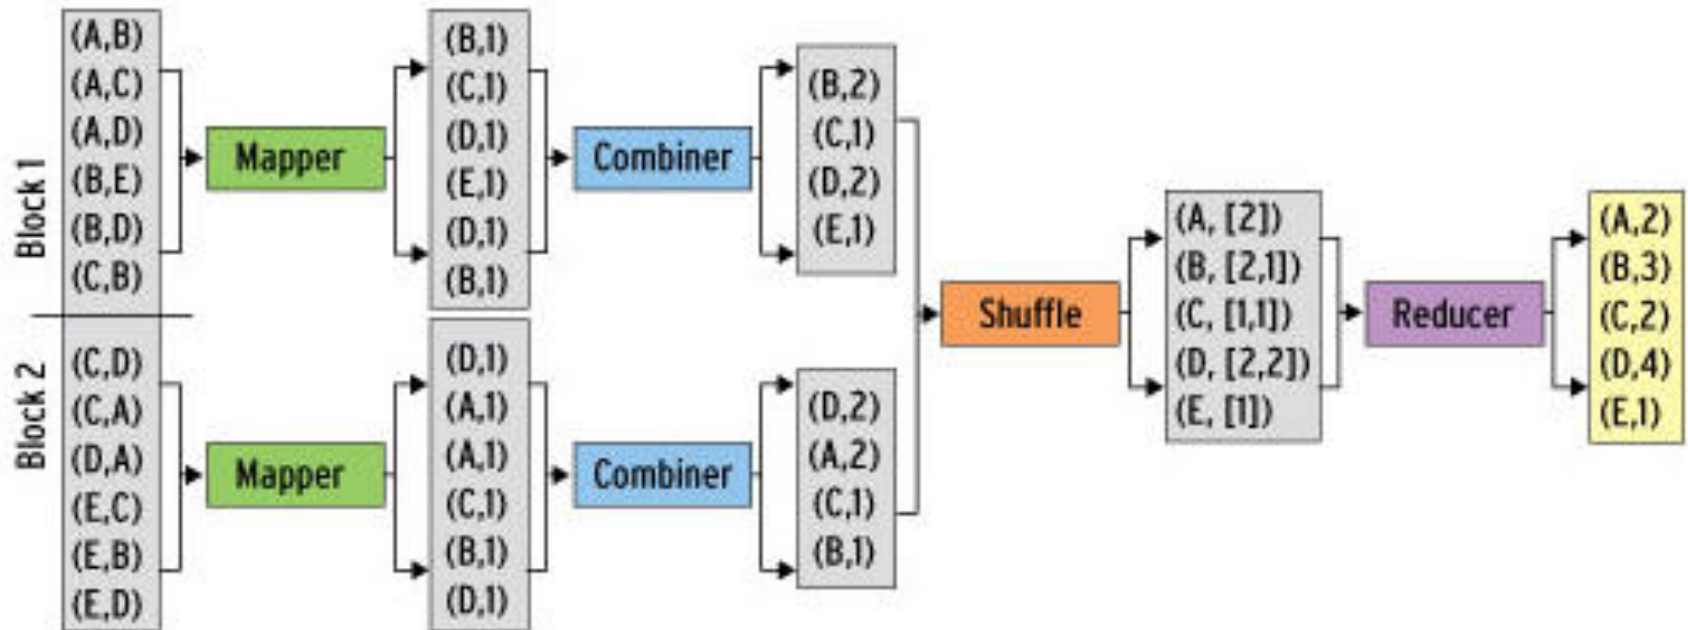 Block 1
(A,B)
(A,C)
(A,D)
(B,E)
(B,D)
(C,B)
Mapper
(B,1)
(C,1)
(D,1)
(E,1)
(D,1)
(B,1)
Combiner
(B,2)
(C,1)
(D,2)
(E,1)
Block 2
(C,D)
(C,A)
(D,A)
(E,C)
(E,B)
(E,D)
Mapper
(D,1)
(A,1)
(A,1)
(C,1)
(B,1)
(D,1)
Combiner
(D,2)
(A,2)
(C,1)
(B,1)
Shuffle
(A, [2])
(B, [2,1])
(C, [1,1])
(D, [2,2])
(E, [1])
Reducer
(A,2)
(B,3)
(C,2)
(D,4)
(E,1)